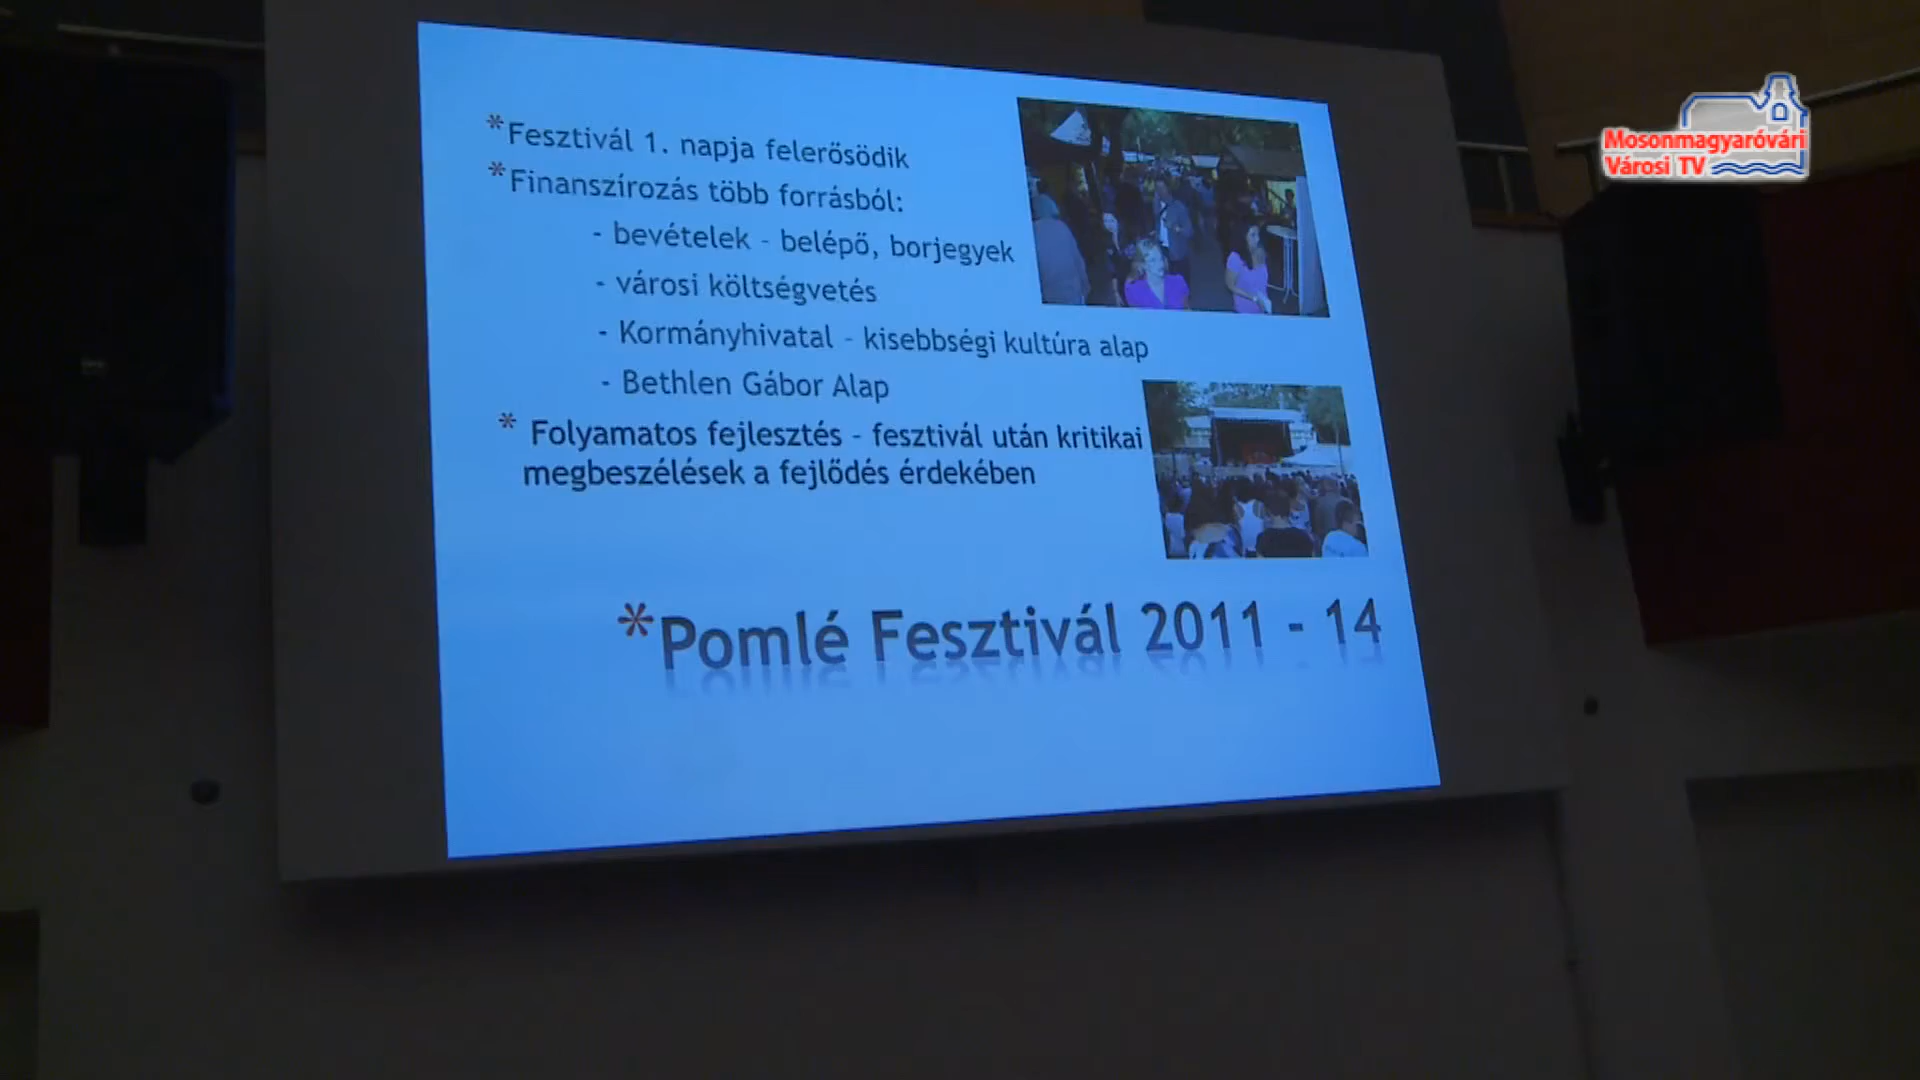 *Fesztivál 1. napja felerősödik
*Finanszírozás több forrásból:
- bevételek - belépő, borjegyek
- városi költségvetés
- Kormányhivatal - kisebbségi kultúra alap
- Bethlen Gábor Alap
* Folyamatos fejlesztés - fesztivál után kritikai
megbeszélések a fejlődés érdekében
*Pomlé Fesztivál 2011 - 14
Mosonmagyaróvári
Városi TV